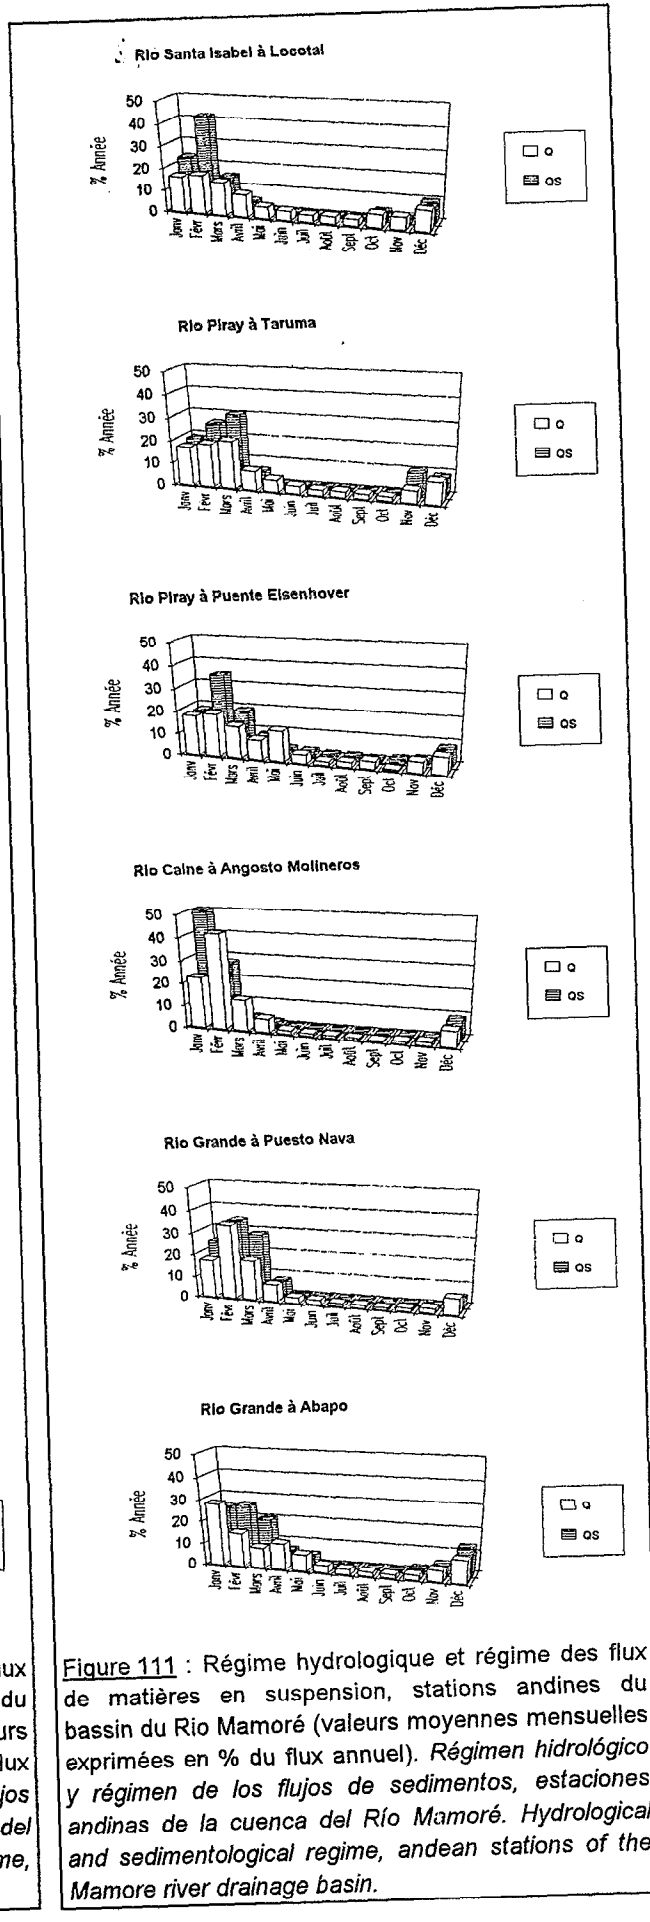 Rio Santa Isabel à Locotal
% Année
50
40
30
20
10
0
Janv
Févr
Mars
Avril
Mai
Juin
Juil
Août
Sept
Oct
Nov
Déc
Q
QS
Rio Piray à Taruma
% Année
50
40
30
20
10
0
Janv
Févr
Mars
Avril
Mai
Juin
Juil
Août
Sept
Oct
Nov
Déc
Q
QS
Rio Piray à Puente Eisenhover
% Année
50
40
30
20
10
0
Janv
Févr
Mars
Avril
Mai
Juin
Juil
Août
Sept
Oct
Nov
Déc
Q
QS
Rio Caine à Angosto Molineros
% Année
50
40
30
20
10
0
Janv
Févr
Mars
Avril
Mai
Juin
Juil
Août
Sept
Oct
Nov
Déc
Q
QS
Rio Grande à Puesto Nava
% Année
50
40
30
20
10
0
Janv
Févr
Mars
Avril
Mai
Juin
Juil
Août
Sept
Oct
Nov
Déc
Q
QS
Rio Grande à Abapo
% Année
50
40
30
20
10
0
Janv
Févr
Mars
Avril
Mai
Juin
Juil
Août
Sept
Oct
Nov
Déc
Q
QS
Figure 111 : Régime hydrologique et régime des flux
de matières en suspension, stations andines du
bassin du Rio Mamoré (valeurs moyennes mensuelles
exprimées en % du flux annuel). Régimen hidrológico
y régimen de los flujos de sedimentos, estaciones
andinas de la cuenca del Río Mamoré. Hydrological
and sedimentological regime, andean stations of the
Mamore river drainage basin.